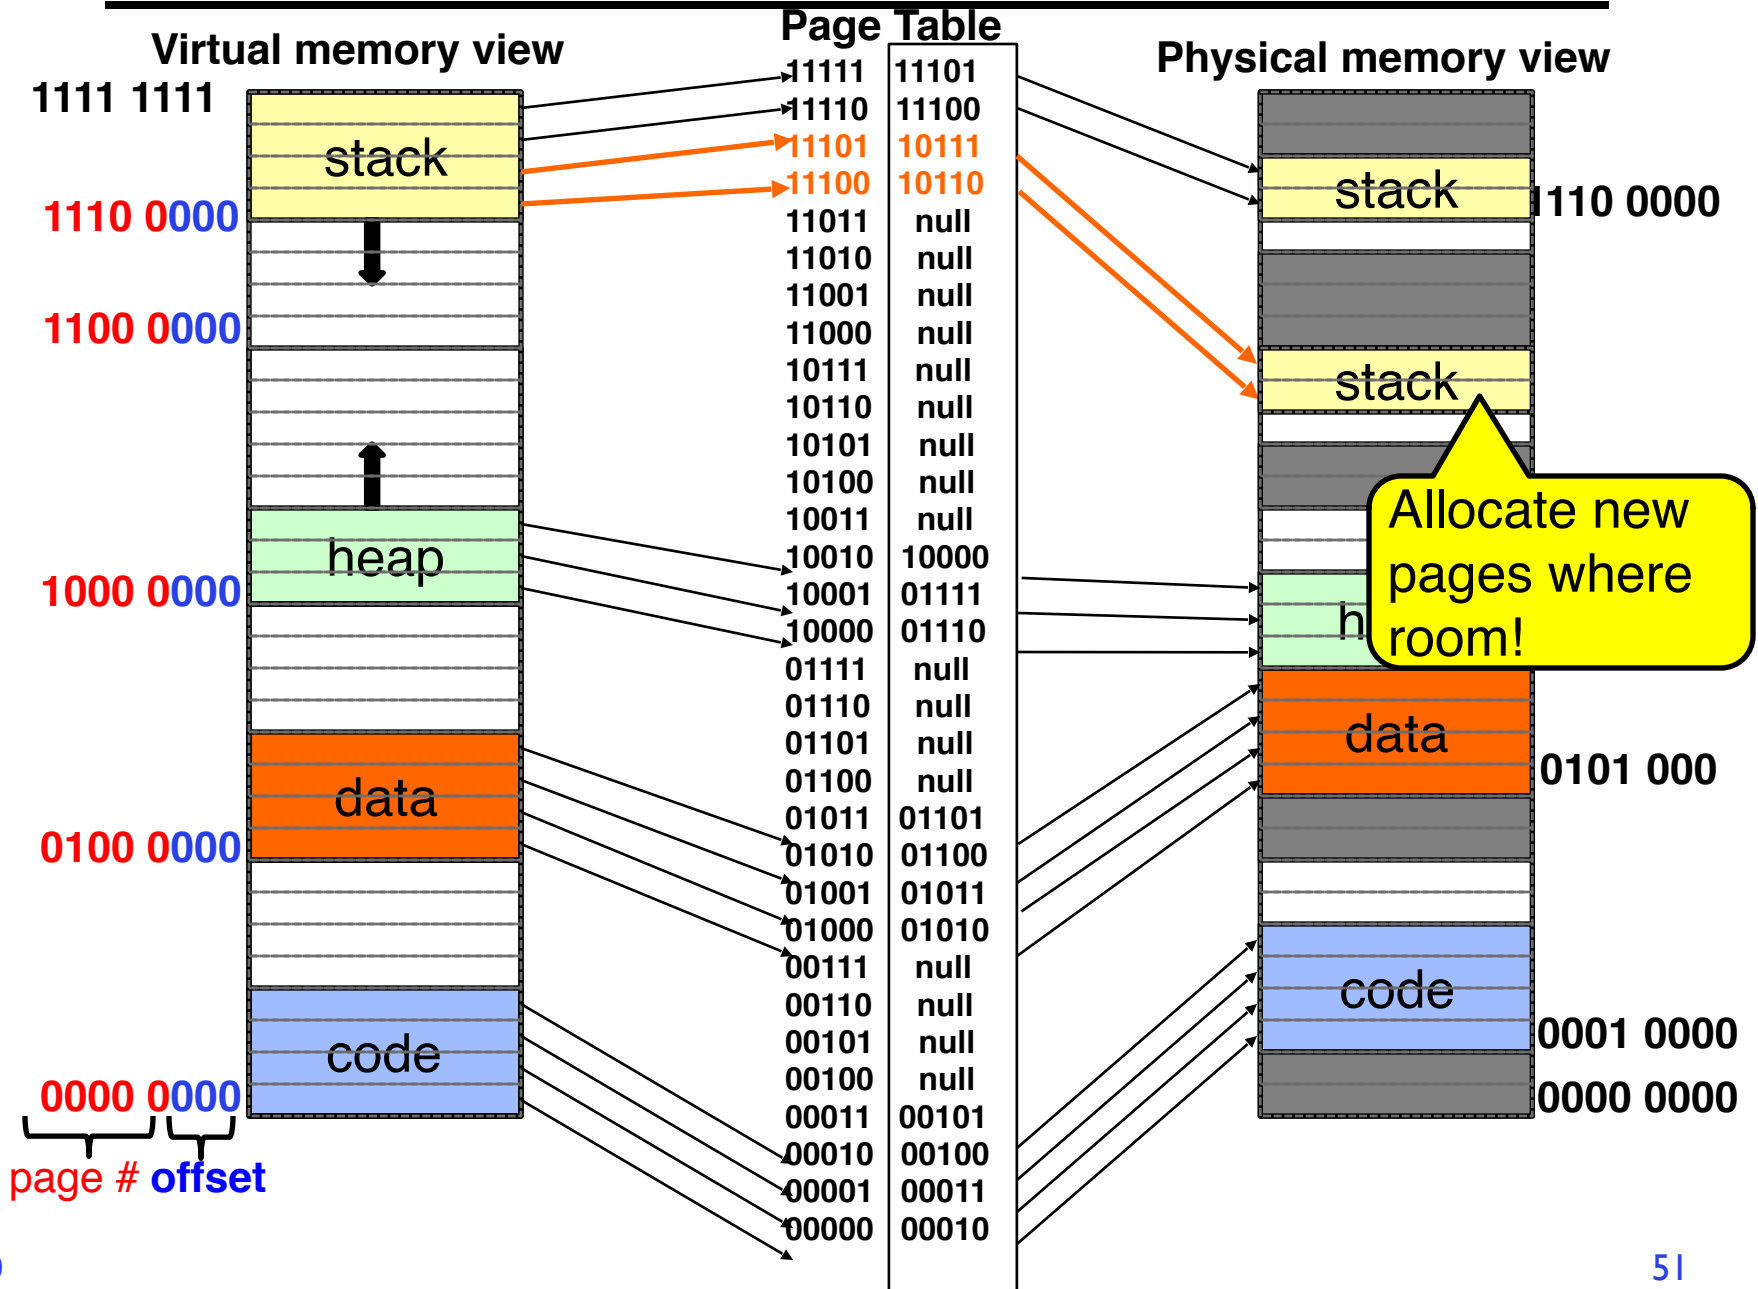 Page Table
Virtual memory view
Physical memory view
1111 1111
1110 0000
1100 0000
1000 0000
0100 0000
0000 0000
page # offset
stack
heap
data
code
11111 11101
11110 11100
11101 10111
11100 10110
11011 null
11010 null
11001 null
11000 null
10111 null
10110 null
10101 null
10100 null
10011 null
10010 10000
10001 01111
10000 01110
01111 null
01110 null
01101 null
01100 null
01011 01101
01010 01100
01001 01011
01000 01010
00111 null
00110 null
00101 null
00100 null
00011 00101
00010 00100
00001 00011
00000 00010
stack
110 0000
stack
Allocate new
pages where
room!
h
data
0101 000
code
0001 0000
0000 0000
51